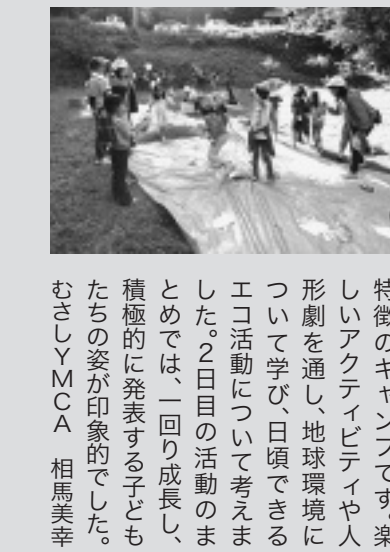 特徴のキャンプです。楽
しいアクティビティや人
形劇を通し、地球環境に
ついて学び、日頃できる
エコ活動について考えま
した。2日目の活動のま
とめでは、一回り成長し、
積極的に発表する子ども
たちの姿が印象的でした。
むさしYMCA 相馬美幸